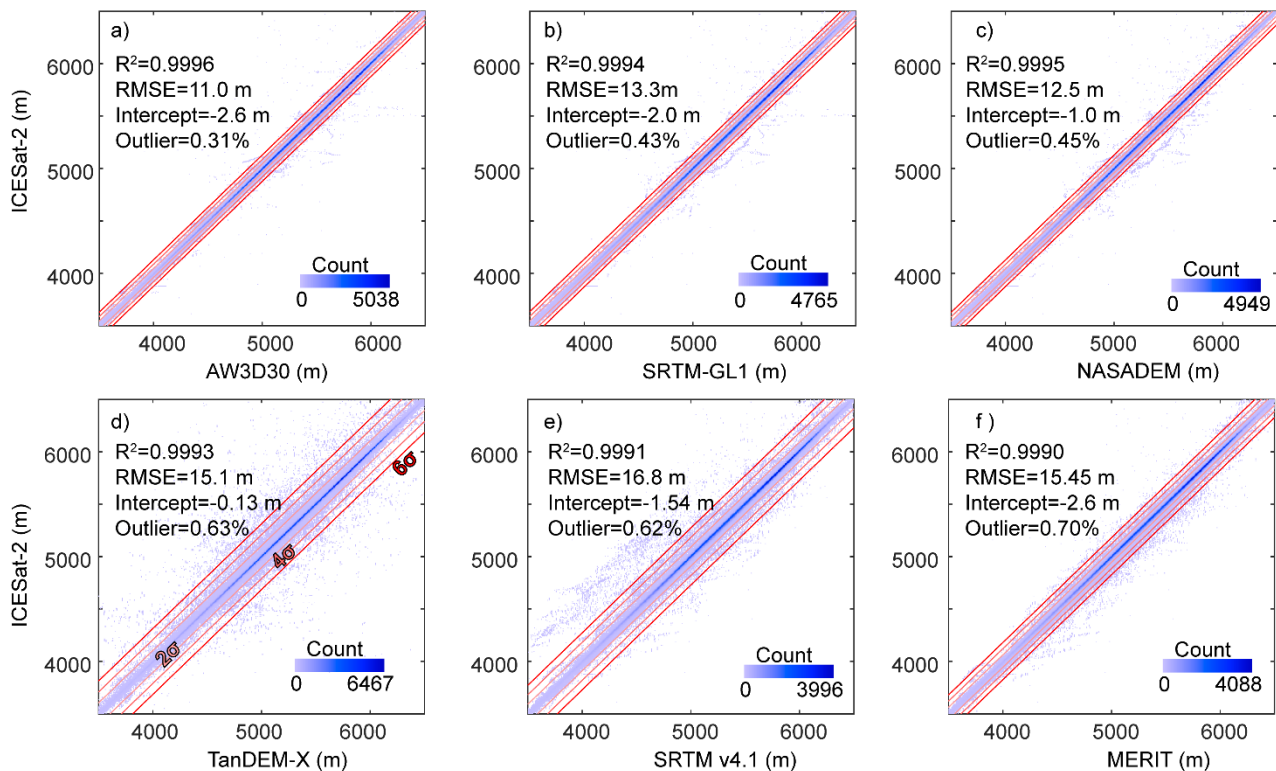 a)
R²=0.9996
RMSE=11.0 m
Intercept=-2.6 m
Outlier=0.31%
Count
0 5038
ICESat-2 (m)
6000
5000
4000
4000 5000 6000
AW3D30 (m)
b)
R²=0.9994
RMSE=13.3m
Intercept=-2.0 m
Outlier=0.43%
Count
0 4765
6000
5000
4000
4000 5000 6000
SRTM-GL1 (m)
c)
R²=0.9995
RMSE=12.5 m
Intercept=-1.0 m
Outlier=0.45%
Count
0 4949
6000
5000
4000
4000 5000 6000
NASADEM (m)
d)
R²=0.9993
RMSE=15.1 m
Intercept=-0.13 m
Outlier=0.63%
6σ
4σ
2σ
Count
0 6467
ICESat-2 (m)
6000
5000
4000
4000 5000 6000
TanDEM-X (m)
e)
R²=0.9991
RMSE=16.8 m
Intercept=-1.54 m
Outlier=0.62%
Count
0 3996
6000
5000
4000
4000 5000 6000
SRTM v4.1 (m)
f)
R²=0.9990
RMSE=15.45 m
Intercept=-2.6 m
Outlier=0.70%
Count
0 4088
6000
5000
4000
4000 5000 6000
MERIT (m)